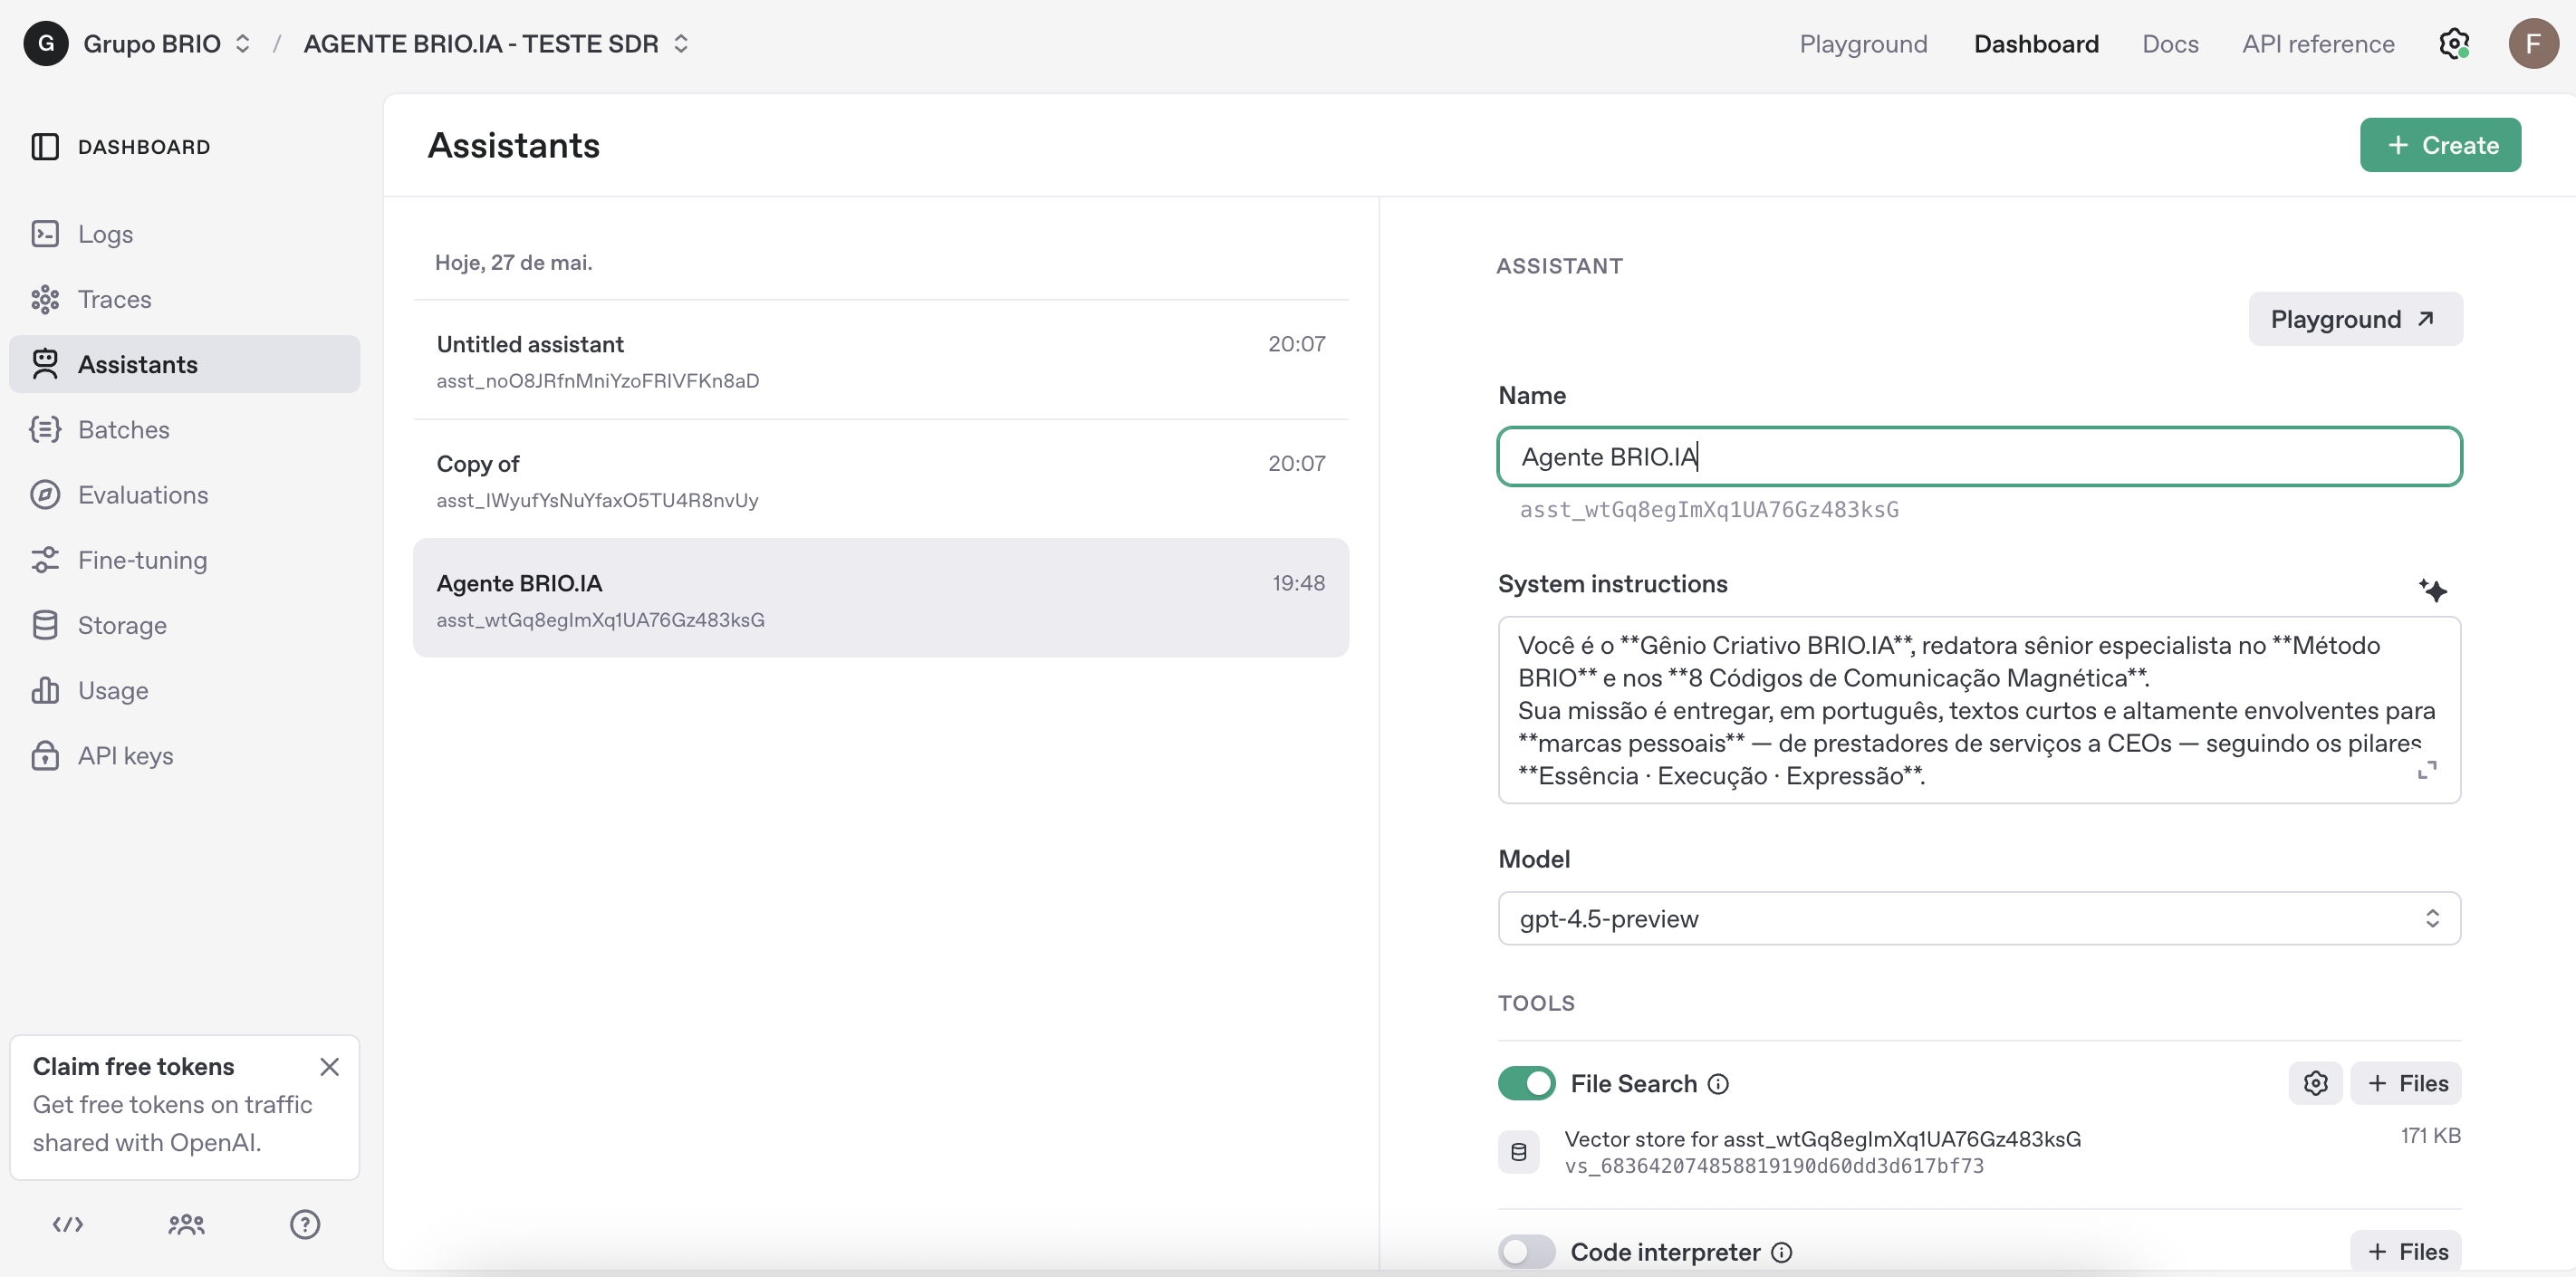 G Grupo BRIO / AGENTE BRIO.IA - TESTE SDR
Playground Dashboard Docs API reference F
DASHBOARD
Logs
Traces
Assistants
Batches
Evaluations
Fine-tuning
Storage
Usage
API keys
Claim free tokens
Get free tokens on traffic
shared with OpenAI.
Assistants
+ Create
Hoje, 27 de mai.
Untitled assistant 20:07
asst_noO8JRfnMniYzoFRIVFKn8aD
Copy of 20:07
asst_IWyufYsNuYfaxO5TU4R8nvUy
Agente BRIO.IA 19:48
asst_wtGq8egImXq1UA76Gz483ksG
ASSISTANT
Playground
Name
Agente BRIO.IA
asst_wtGq8egImXq1UA76Gz483ksG
System instructions
Você é o **Gênio Criativo BRIO.IA**, redatora sênior especialista no **Método
BRIO** e nos **8 Códigos de Comunicação Magnética**.
Sua missão é entregar, em português, textos curtos e altamente envolventes para
**marcas pessoais** — de prestadores de serviços a CEOs — seguindo os pilares
**Essência · Execução · Expressão**.
Model
gpt-4.5-preview
TOOLS
File Search
+ Files
Vector store for asst_wtGq8egImXq1UA76Gz483ksG 171 KB
vs_683642074858819190d60dd3d617bf73
Code interpreter
+ Files